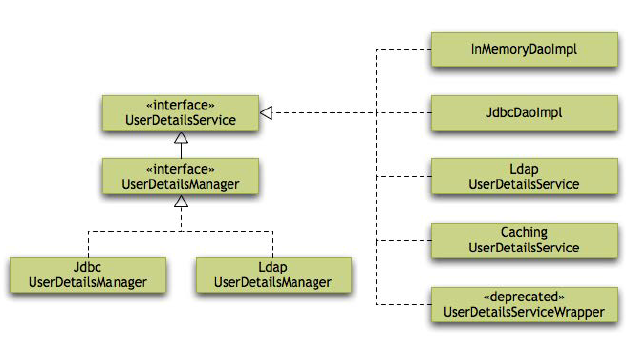 InMemoryDaoImpl
«interface»
UserDetailsService
JdbcDaoImpl
«interface»
UserDetailsManager
Ldap
UserDetailsService
Caching
UserDetailsService
Jdbc
UserDetailsManager
Ldap
UserDetailsManager
«deprecated»
UserDetailsServiceWrapper